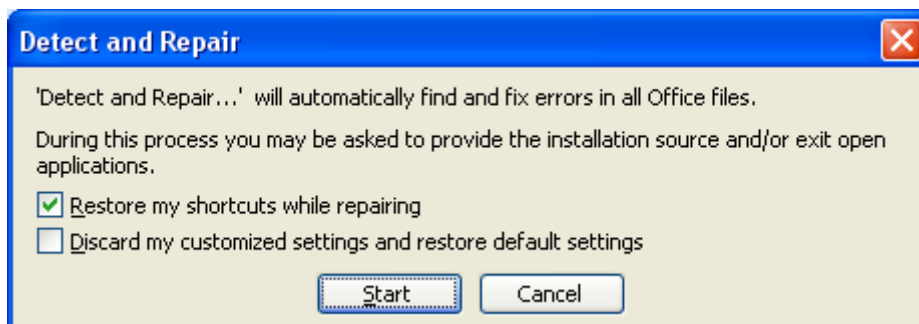 Detect and Repair
'Detect and Repair...' will automatically find and fix errors in all Office files.
During this process you may be asked to provide the installation source and/or exit open
applications.
Restore my shortcuts while repairing
Discard my customized settings and restore default settings
Start
Cancel